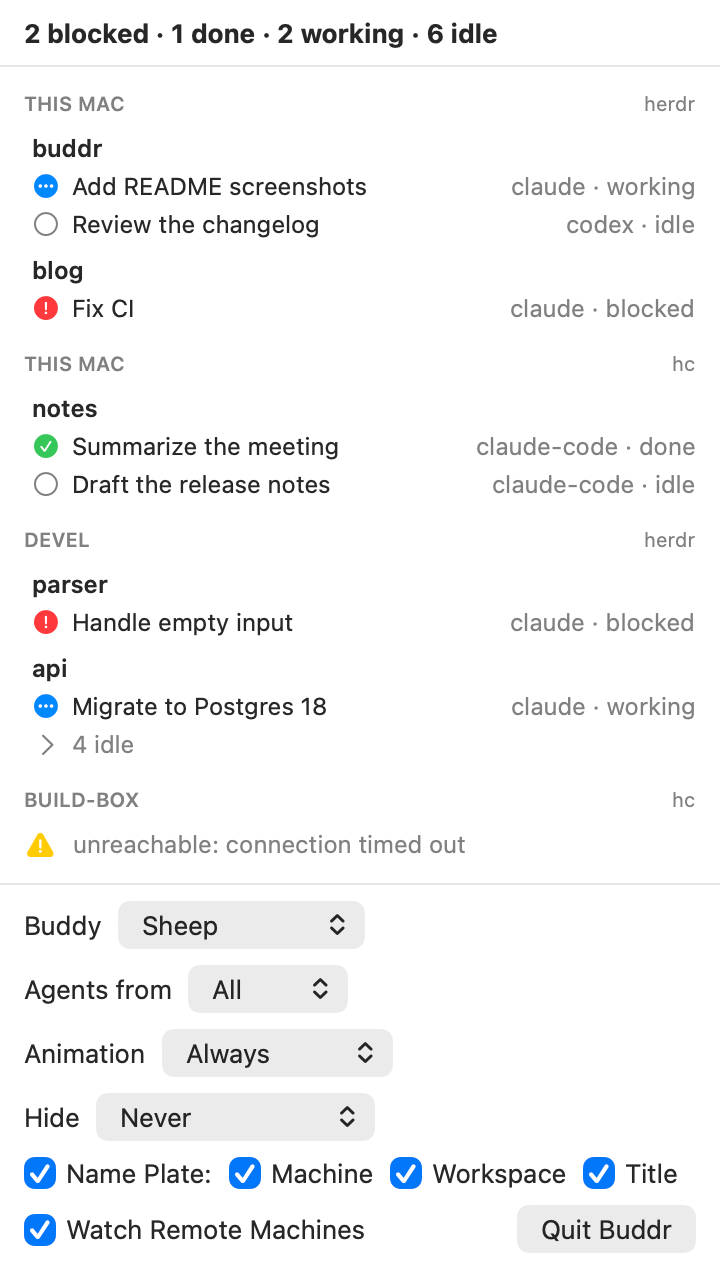 2 blocked · 1 done · 2 working · 6 idle
THIS MAC herdr
buddr
Add README screenshots claude · working
Review the changelog codex · idle
blog
Fix CI claude · blocked
THIS MAC hc
notes
Summarize the meeting claude-code · done
Draft the release notes claude-code · idle
DEVEL herdr
parser
Handle empty input claude · blocked
api
Migrate to Postgres 18 claude · working
4 idle
BUILD-BOX hc
unreachable: connection timed out
Buddy Sheep
Agents from All
Animation Always
Hide Never
Name Plate: Machine Workspace Title
Watch Remote Machines Quit Buddr